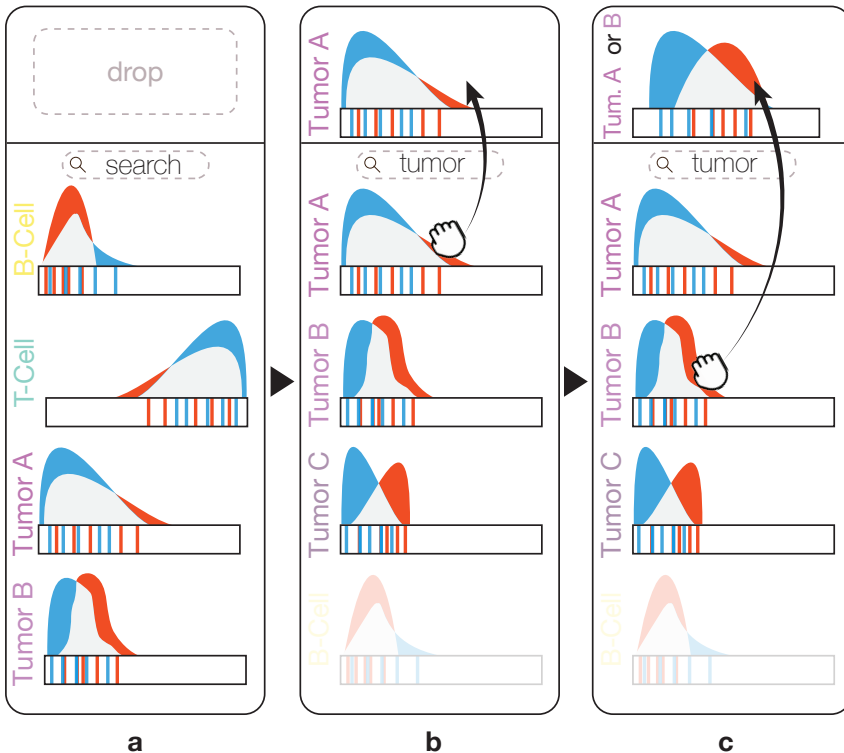 drop
search
B-Cell
T-Cell
Tumor A
Tumor B
a
Tumor A
tumor
Tumor A
Tumor B
Tumor C
B-Cell
b
Tum. A or B
tumor
Tumor A
Tumor B
Tumor C
B-Cell
c